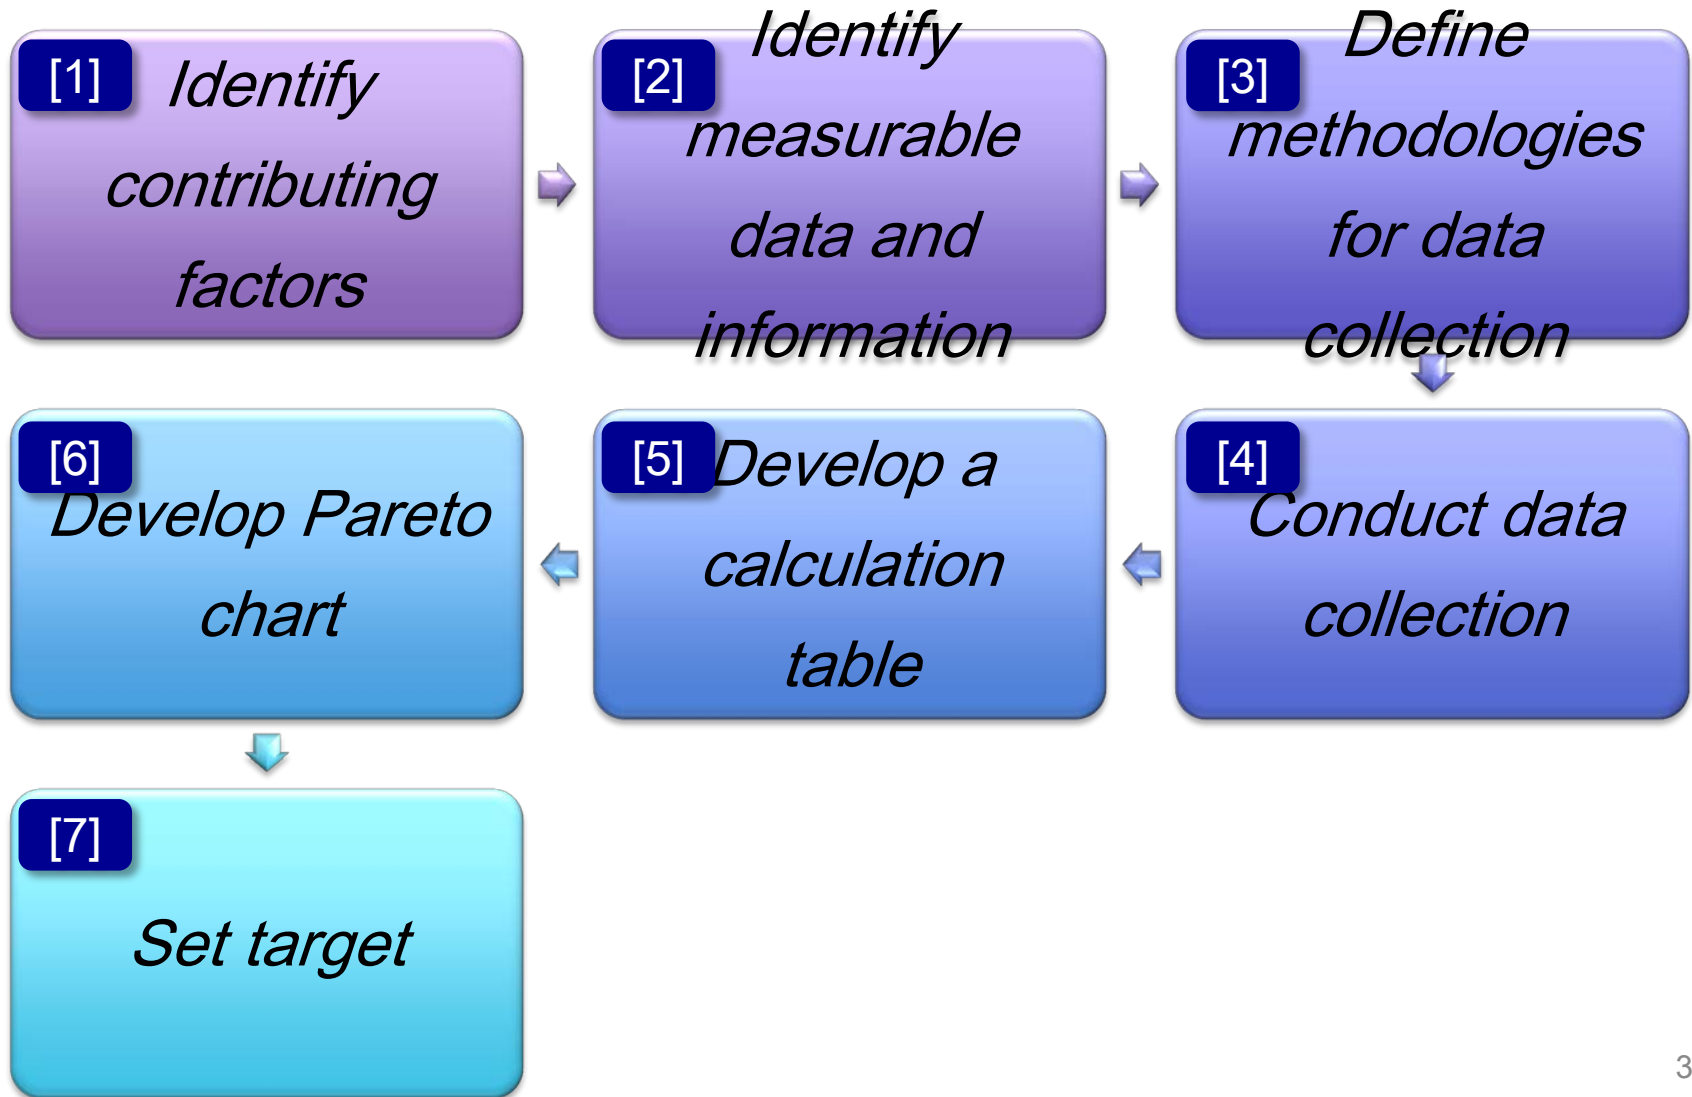 [1]
Identify
contributing
factors
[2]
Identify
measurable
data and
information
[3]
Define
methodologies
for data
collection
[4]
Conduct data
collection
[5]
Develop a
calculation
table
[6]
Develop Pareto
chart
[7]
Set target
3